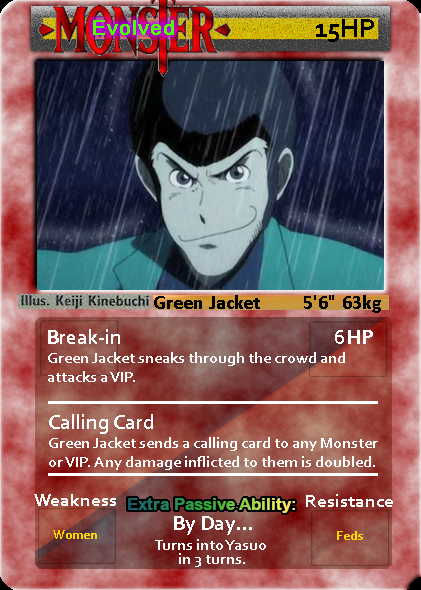 MONSTER
Evolved
15HP
Illus. Keiji Kinebuchi Green Jacket 5'6" 63kg
Break-in 6HP
Green Jacket sneaks through the crowd and
attacks a VIP.
Calling Card
Green Jacket sends a calling card to any Monster
or VIP. Any damage inflicted to them is doubled.
Weakness Extra Passive Ability: Resistance
By Day...
Women Turns into Yasuo Feds
in 3 turns.